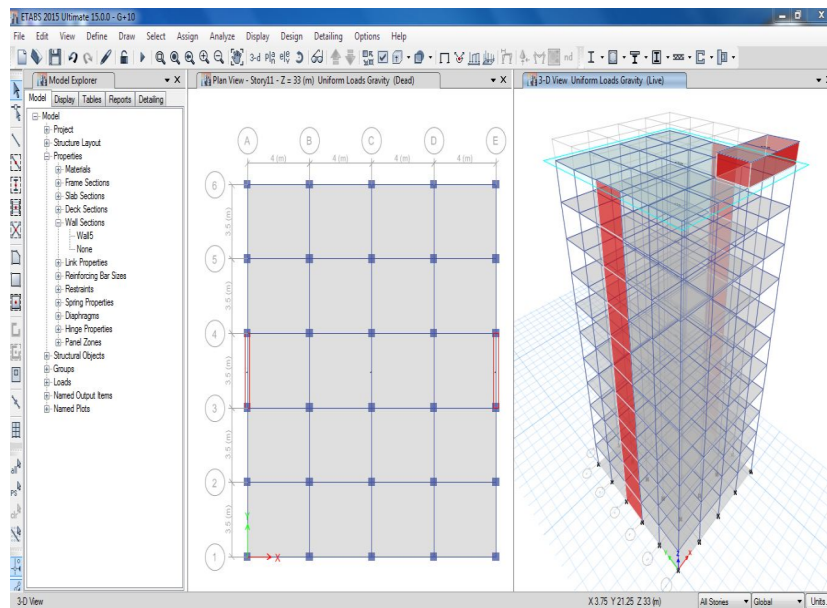 ETABS 2015 Ultimate 15.0.0 - G+10
File Edit View Define Draw Select Assign Analyze Display Design Detailing Options Help
3-d
nd
Model Explorer
Model Display Tables Reports Detailing
Model
Project
Structure Layout
Properties
Materials
Frame Sections
Slab Sections
Deck Sections
Wall Sections
Wall5
None
Link Properties
Reinforcing Bar Sizes
Restraints
Spring Properties
Diaphragms
Hinge Properties
Panel Zones
Structural Objects
Groups
Loads
Named Output Items
Named Plots
Plan View - Story11 - Z = 33 (m) Uniform Loads Gravity (Dead)
A B C D E
4 (m) 4 (m) 4 (m) 4 (m)
6
3.5 (m)
5
3.5 (m)
4
3.5 (m)
3
3.5 (m)
2
3.5 (m)
Y
1
X
3-D View Uniform Loads Gravity (Live)
all
PS
clr
3-D View
X 3.75 Y 21.25 Z 33 (m)
All Stories
Global
Units